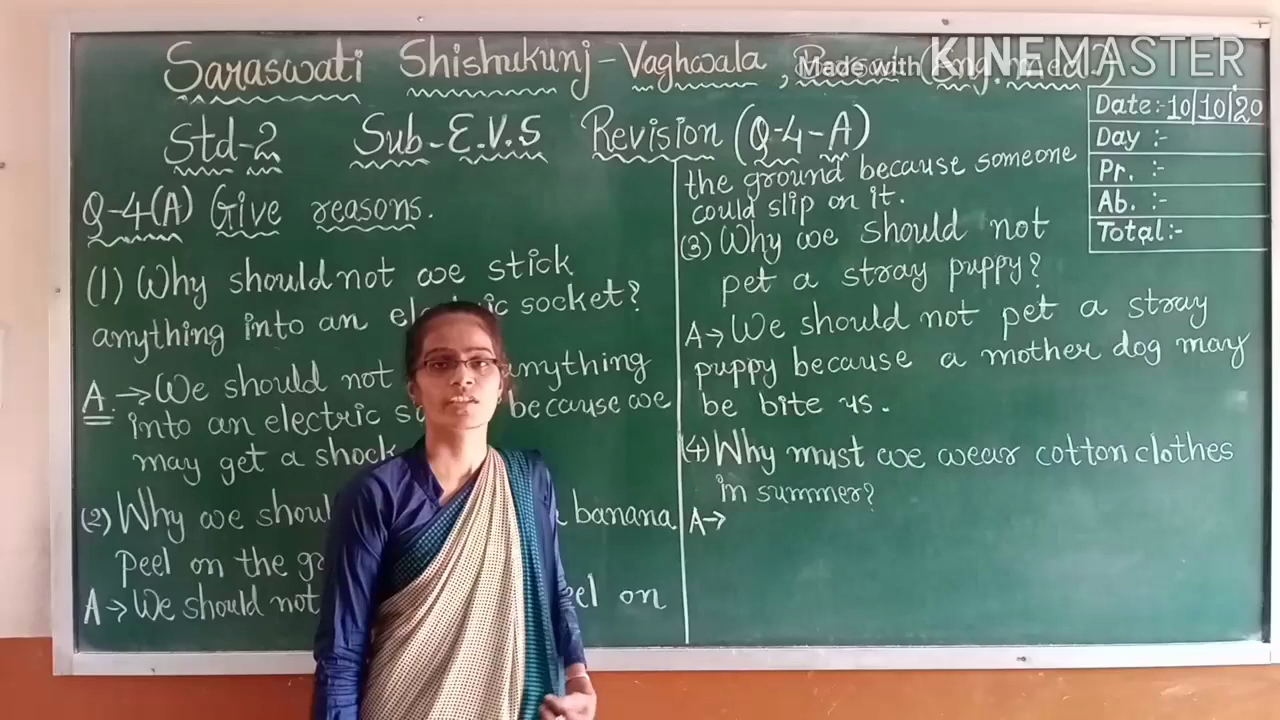 Saraswati Shishukunj-Vaghwala, (Eng. med.)
Made with KINEMASTER
Std-2 Sub-E.V.S Revision (Q-4-A)
Date:-10/10/20
Day :-
Pr. :-
Ab. :-
Total:-
Q-4(A) Give reasons.
(1) Why should not we stick
anything into an electric socket?
A. → We should not anything
into an electric because we
may get a shock
(2) Why we banana
peel on the
A → We should not on
the ground because someone
could slip on it.
(3) Why we should not
pet a stray puppy?
A → We should not pet a stray
puppy because a mother dog may
be bite us.
(4) Why must we wear cotton clothes
in summer?
A →